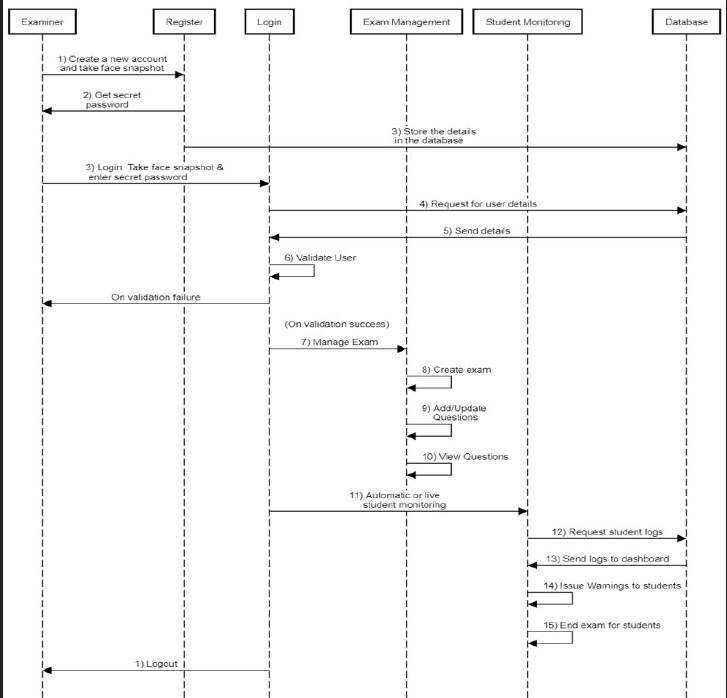 Examiner
Register
Login
Exam Management
Student Monitoring
Database
1) Create a new account
and take face snapshot
2) Get secret
password
3) Store the details
in the database
3) Login  Take face snapshot &
enter secret password
4) Request for user details
5) Send details
6) Validate User
On validation failure
(On validation success)
7) Manage Exam
8) Create exam
9) Add/Update
Questions
10) View Questions
11) Automatic or live
student monitoring
12) Request student logs
13) Send logs to dashboard
14) Issue Warnings to students
15) End exam for students
1) Logout